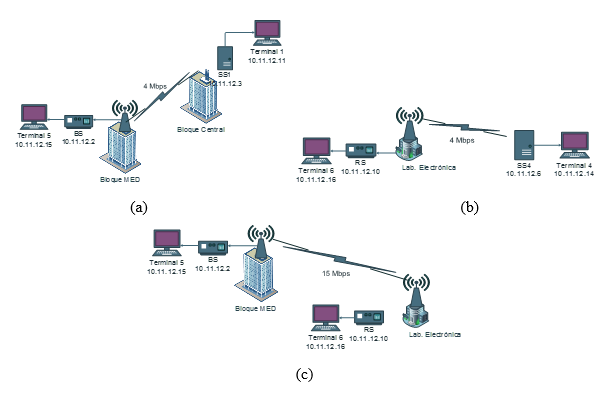 Terminal 1
10.11.12.11
SS1
10.11.12.3
4 Mbps
Bloque Central
Terminal 5
10.11.12.15
BS
10.11.12.2
Bloque MED
(a)
4 Mbps
Terminal 6
10.11.12.16
RS
10.11.12.10
Lab. Electrónica
SS4
10.11.12.6
Terminal 4
10.11.12.14
(b)
Terminal 5
10.11.12.15
BS
10.11.12.2
Bloque MED
15 Mbps
Terminal 6
10.11.12.16
RS
10.11.12.10
Lab. Electrónica
(c)